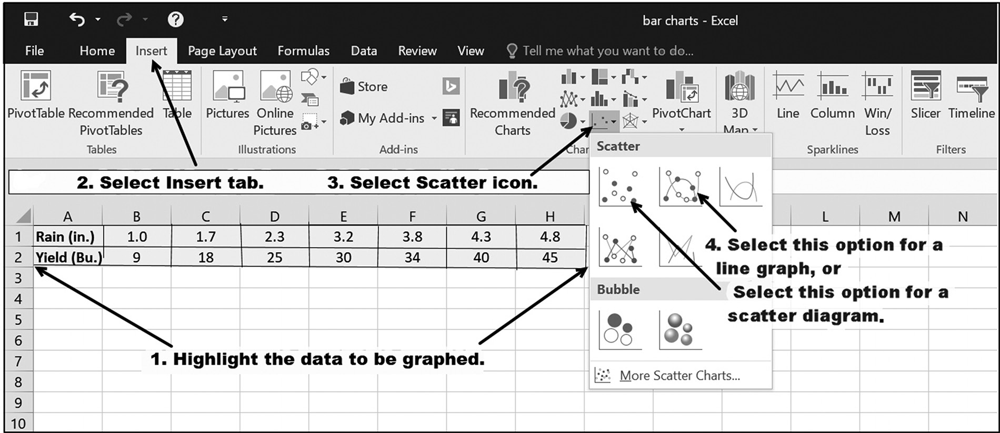 bar charts - Excel
File Home Insert Page Layout Formulas Data Review View Tell me what you want to do...
PivotTable Recommended PivotTables Table
Tables
Pictures Online Pictures
Illustrations
Store
My Add-ins
Add-ins
Recommended Charts
PivotChart
3D Map
Line Column Win/Loss
Sparklines
Slicer Timeline
Filters
Scatter
2. Select Insert tab. 3. Select Scatter icon.
A B C D E F G H L M N
1 Rain (in.) 1.0 1.7 2.3 3.2 3.8 4.3 4.8
2 Yield (Bu.) 9 18 25 30 34 40 45
3
4
5
6
7
8
9
10
4. Select this option for a
line graph, or
Select this option for a
scatter diagram.
Bubble
1. Highlight the data to be graphed.
More Scatter Charts...